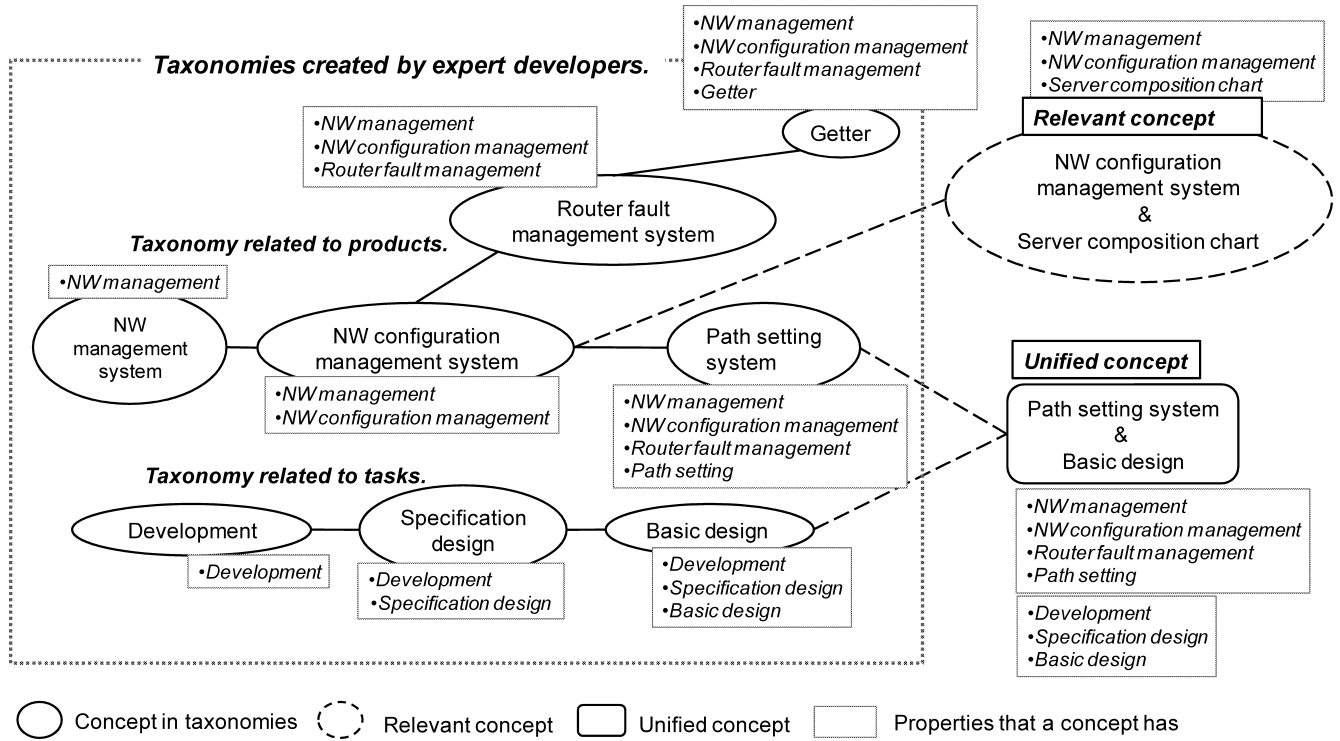 •NW management
•NW configuration management
•Router fault management
•Getter
•NW management
•NW configuration management
•Server composition chart
Taxonomies created by expert developers.
Relevant concept
Getter
•NW management
•NW configuration management
•Router fault management
NW configuration
management system
&
Server composition chart
Router fault
management system
Taxonomy related to products.
•NW management
NW
management
system
NW configuration
management system
•NW management
•NW configuration management
Path setting
system
•NW management
•NW configuration management
•Router fault management
•Path setting
Unified concept
Path setting system
&
Basic design
•NW management
•NW configuration management
•Router fault management
•Path setting
•Development
•Specification design
•Basic design
Taxonomy related to tasks.
Development
•Development
Specification
design
•Development
•Specification design
Basic design
•Development
•Specification design
•Basic design
Concept in taxonomies
Relevant concept
Unified concept
Properties that a concept has